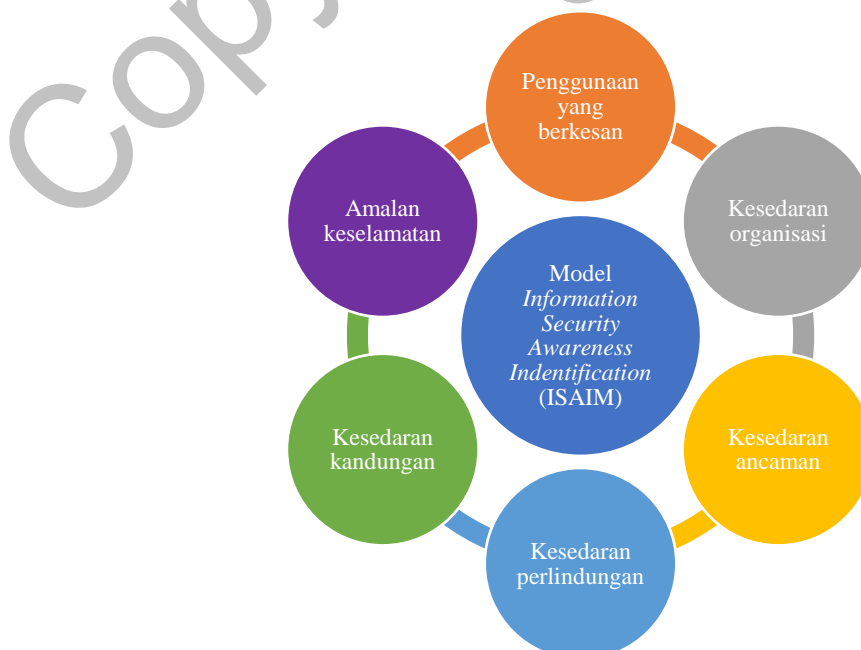 Copy
Penggunaan
yang
berkesan
Amalan
keselamatan
Kesedaran
organisasi
Model
Information
Security
Awareness
Indentification
(ISAIM)
Kesedaran
kandungan
Kesedaran
ancaman
Kesedaran
perlindungan